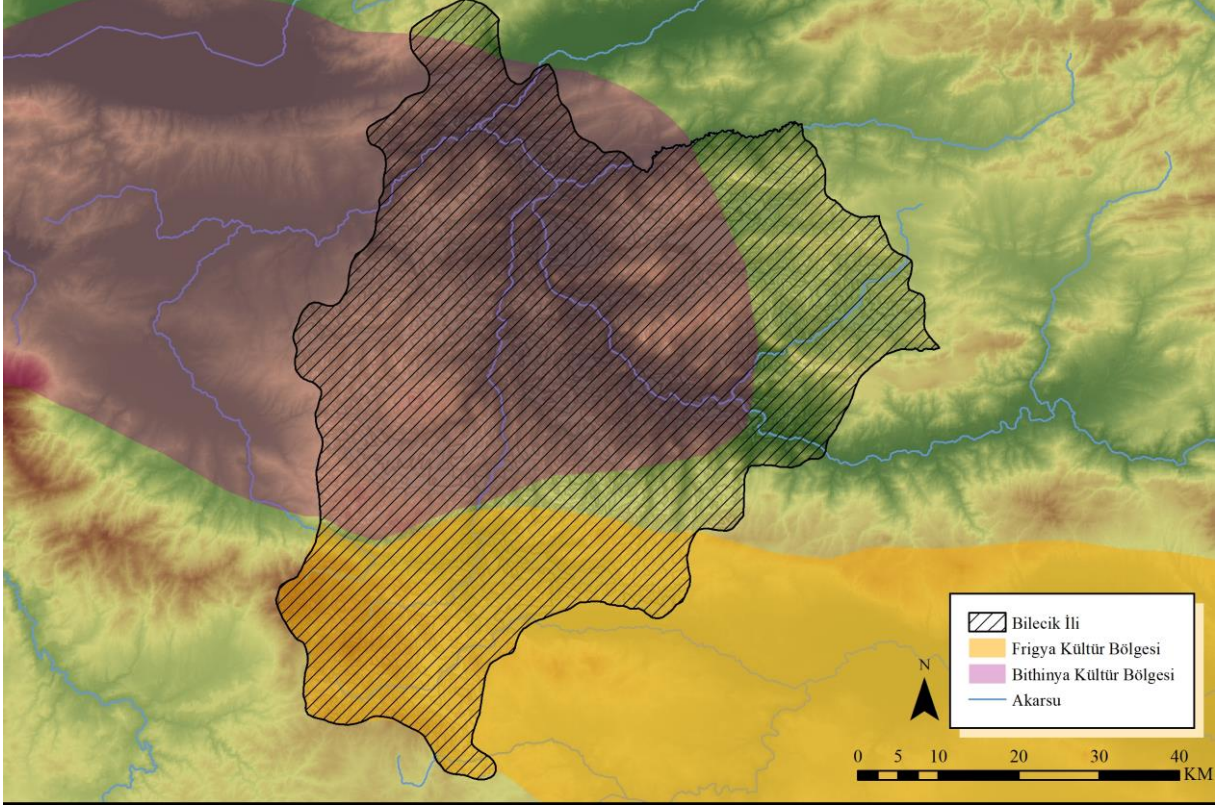 Bilecik İli
Frigya Kültür Bölgesi
Bithinya Kültür Bölgesi
Akarsu
N
0 5 10 20 30 40
KM